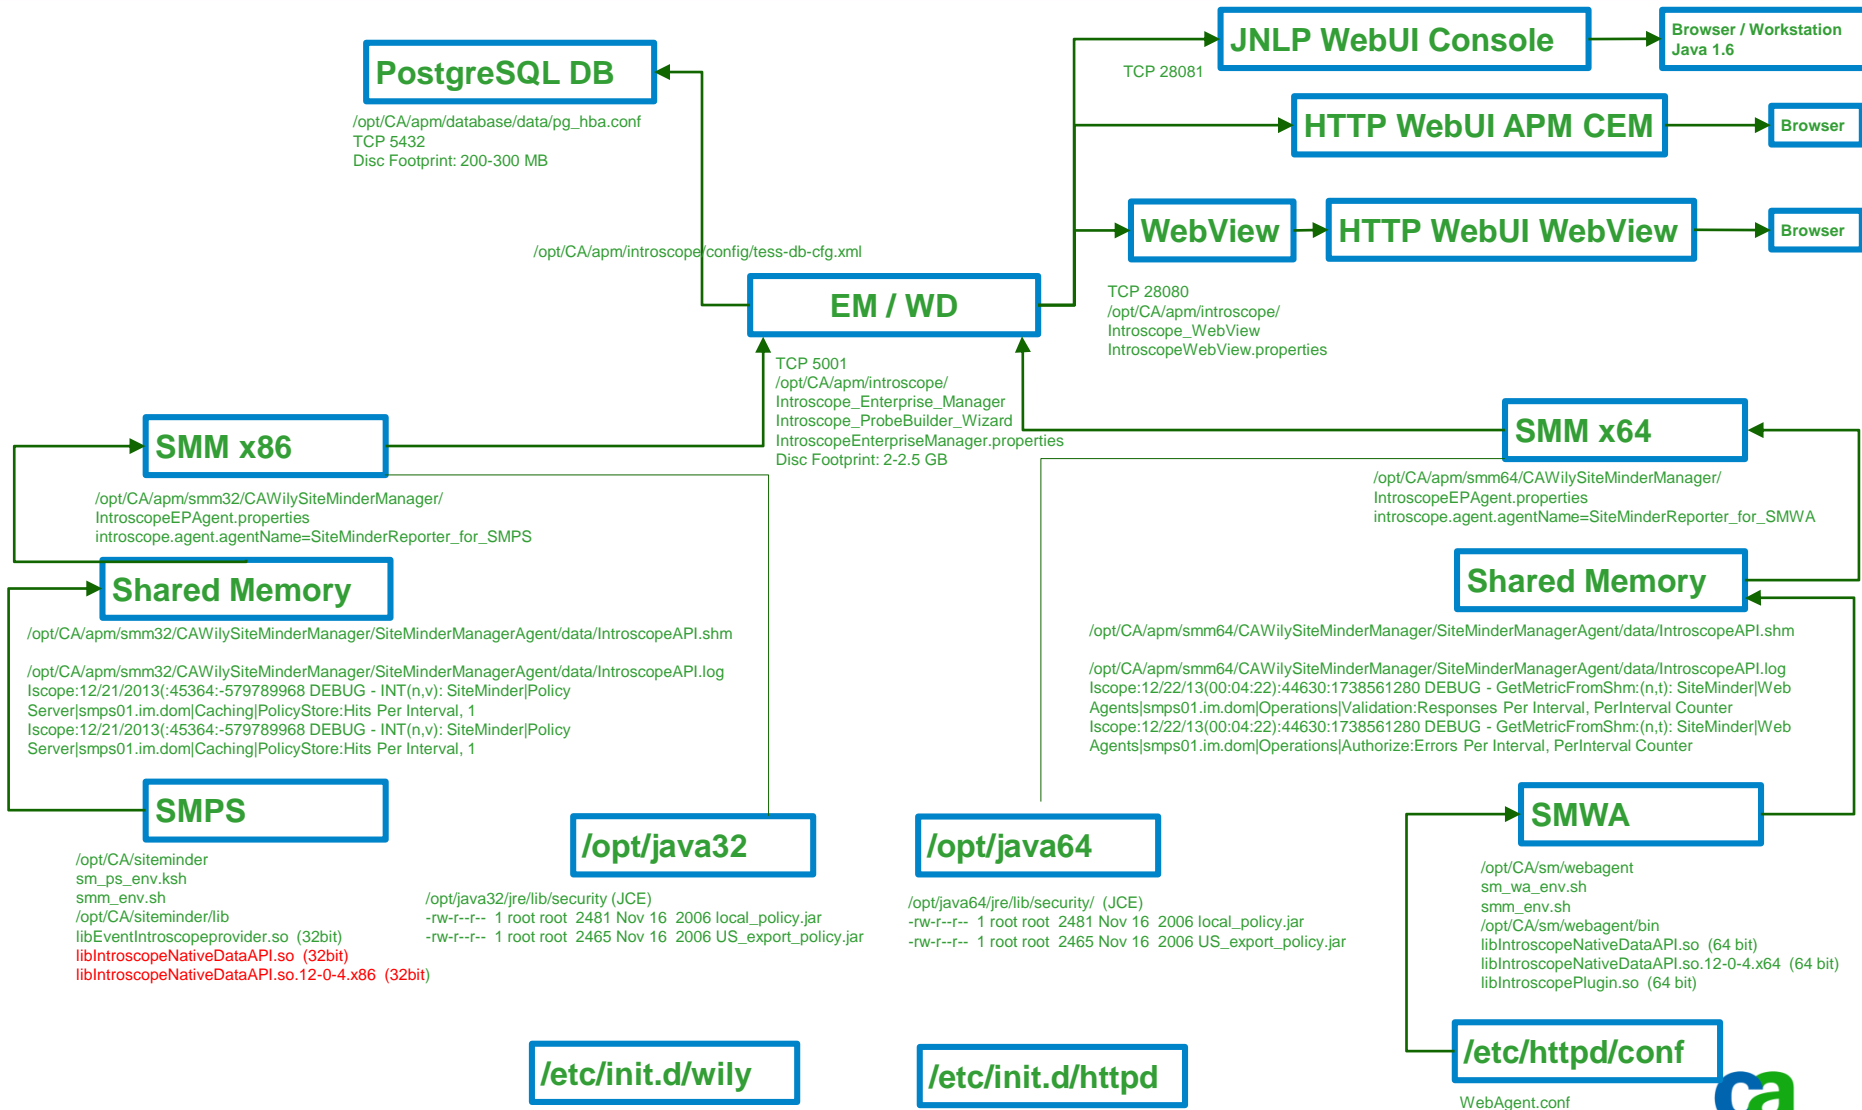 JNLP WebUI Console
Browser / Workstation
Java 1.6
PostgreSQL DB
TCP 28081
/opt/CA/apm/database/data/pg_hba.conf
TCP 5432
Disc Footprint: 200-300 MB
HTTP WebUI APM CEM
Browser
WebView
HTTP WebUI WebView
Browser
/opt/CA/apm/introscope/config/tess-db-cfg.xml
EM / WD
TCP 28080
/opt/CA/apm/introscope/
Introscope_WebView
IntroscopeWebView.properties
TCP 5001
/opt/CA/apm/introscope/
Introscope_Enterprise_Manager
Introscope_ProbeBuilder_Wizard
IntroscopeEnterpriseManager.properties
Disc Footprint: 2-2.5 GB
SMM x86
/opt/CA/apm/smm32/CAWilySiteMinderManager/
IntroscopeEPAgent.properties
introscope.agent.agentName=SiteMinderReporter_for_SMPS
SMM x64
/opt/CA/apm/smm64/CAWilySiteMinderManager/
IntroscopeEPAgent.properties
introscope.agent.agentName=SiteMinderReporter_for_SMWA
Shared Memory
/opt/CA/apm/smm32/CAWilySiteMinderManager/SiteMinderManagerAgent/data/IntroscopeAPI.shm
/opt/CA/apm/smm32/CAWilySiteMinderManager/SiteMinderManagerAgent/data/IntroscopeAPI.log
Iscope:12/21/2013(:45364:-579789968 DEBUG - INT(n,v): SiteMinder|Policy
Server|smps01.im.dom|Caching|PolicyStore:Hits Per Interval, 1
Iscope:12/21/2013(:45364:-579789968 DEBUG - INT(n,v): SiteMinder|Policy
Server|smps01.im.dom|Caching|PolicyStore:Hits Per Interval, 1
Shared Memory
/opt/CA/apm/smm64/CAWilySiteMinderManager/SiteMinderManagerAgent/data/IntroscopeAPI.shm
/opt/CA/apm/smm64/CAWilySiteMinderManager/SiteMinderManagerAgent/data/IntroscopeAPI.log
Iscope:12/22/13(00:04:22):44630:1738561280 DEBUG - GetMetricFromShm:(n,t): SiteMinder|Web
Agents|smps01.im.dom|Operations|Validation:Responses Per Interval, PerInterval Counter
Iscope:12/22/13(00:04:22):44630:1738561280 DEBUG - GetMetricFromShm:(n,t): SiteMinder|Web
Agents|smps01.im.dom|Operations|Authorize:Errors Per Interval, PerInterval Counter
SMPS
/opt/CA/siteminder
sm_ps_env.ksh
smm_env.sh
/opt/CA/siteminder/lib
libEventIntroscopeprovider.so (32bit)
libIntroscopeNativeDataAPI.so (32bit)
libIntroscopeNativeDataAPI.so.12-0-4.x86 (32bit)
/opt/java32
/opt/java32/jre/lib/security (JCE)
-rw-r--r-- 1 root root 2481 Nov 16 2006 local_policy.jar
-rw-r--r-- 1 root root 2465 Nov 16 2006 US_export_policy.jar
/opt/java64
/opt/java64/jre/lib/security/ (JCE)
-rw-r--r-- 1 root root 2481 Nov 16 2006 local_policy.jar
-rw-r--r-- 1 root root 2465 Nov 16 2006 US_export_policy.jar
SMWA
/opt/CA/sm/webagent
sm_wa_env.sh
smm_env.sh
/opt/CA/sm/webagent/bin
libIntroscopeNativeDataAPI.so (64 bit)
libIntroscopeNativeDataAPI.so.12-0-4.x64 (64 bit)
libIntroscopePlugin.so (64 bit)
/etc/init.d/wily
/etc/init.d/httpd
/etc/httpd/conf
WebAgent.conf
ca